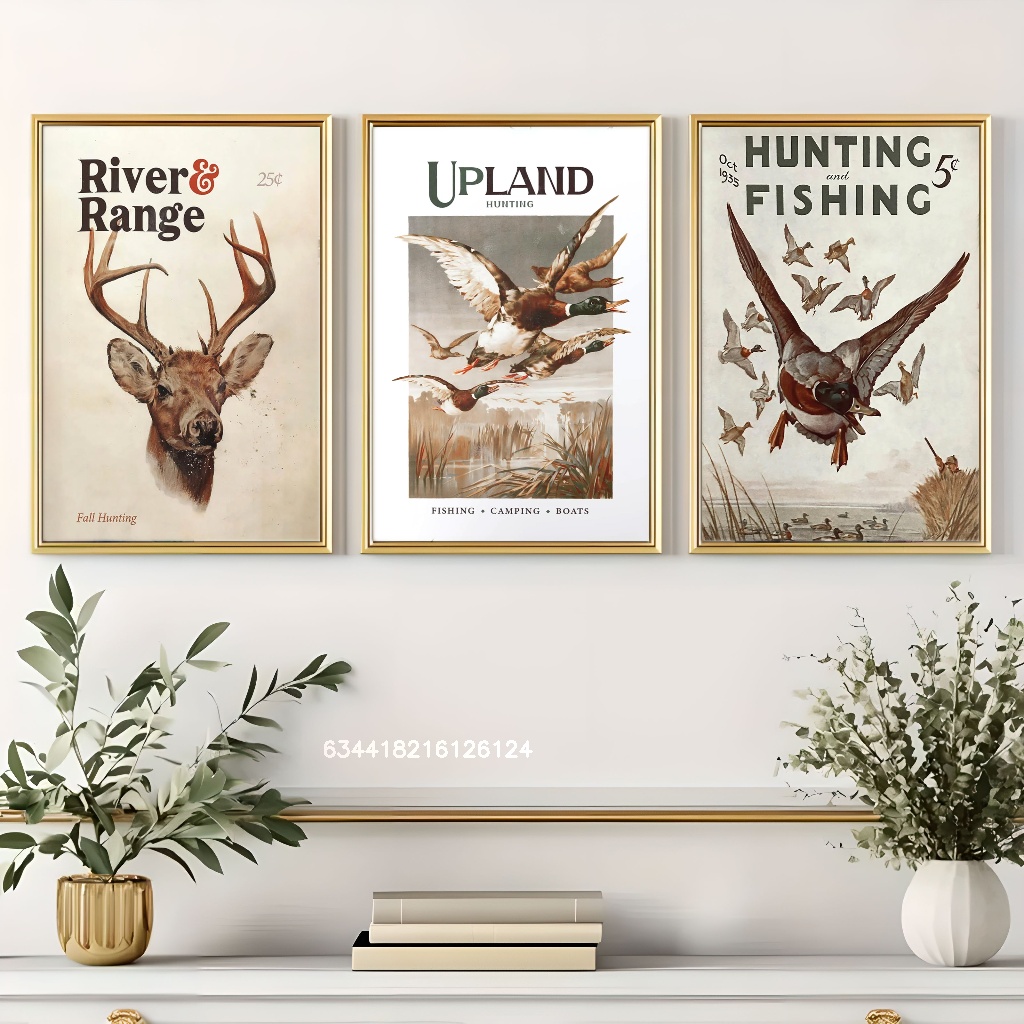 River&
Range
25¢
Fall Hunting
UPLAND
HUNTING
FISHING • CAMPING • BOATS
Oct
1935
HUNTING
and
FISHING
5¢
634418216126124